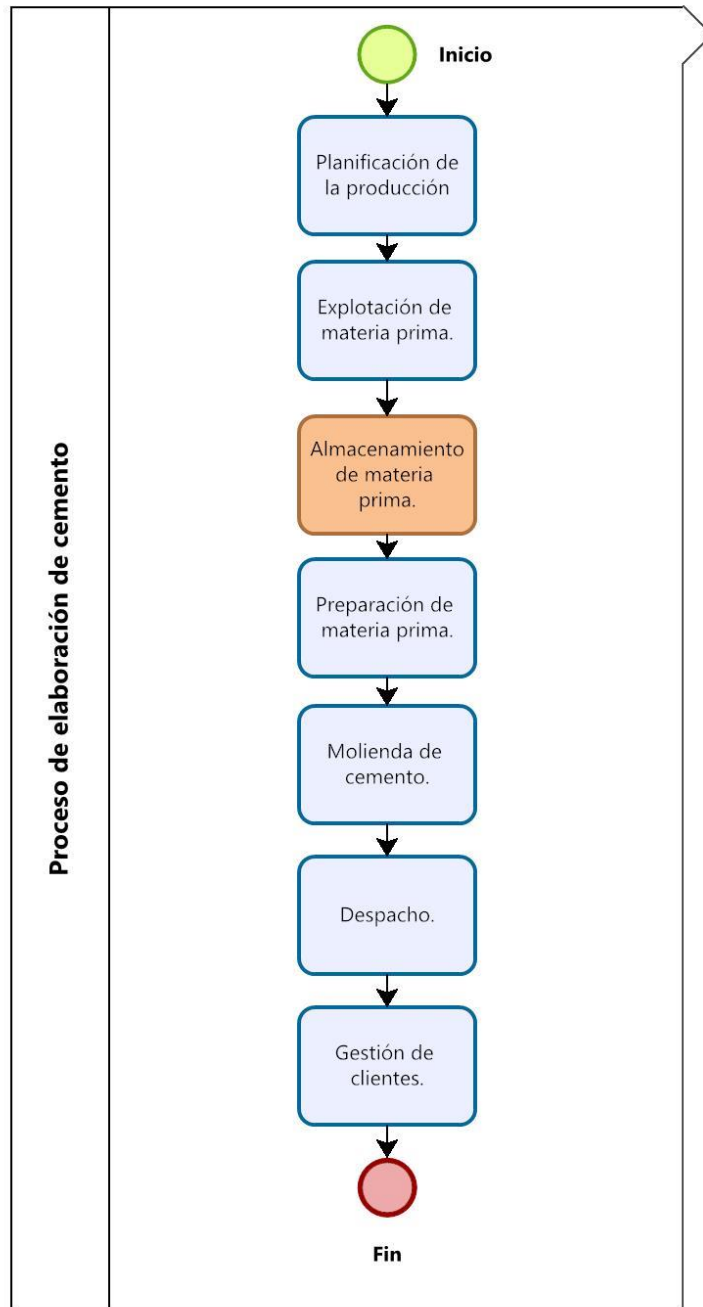 Proceso de elaboración de cemento
Inicio
Planificación de
la producción
Explotación de
materia prima.
Almacenamiento
de materia
prima.
Preparación de
materia prima.
Molienda de
cemento.
Despacho.
Gestión de
clientes.
Fin